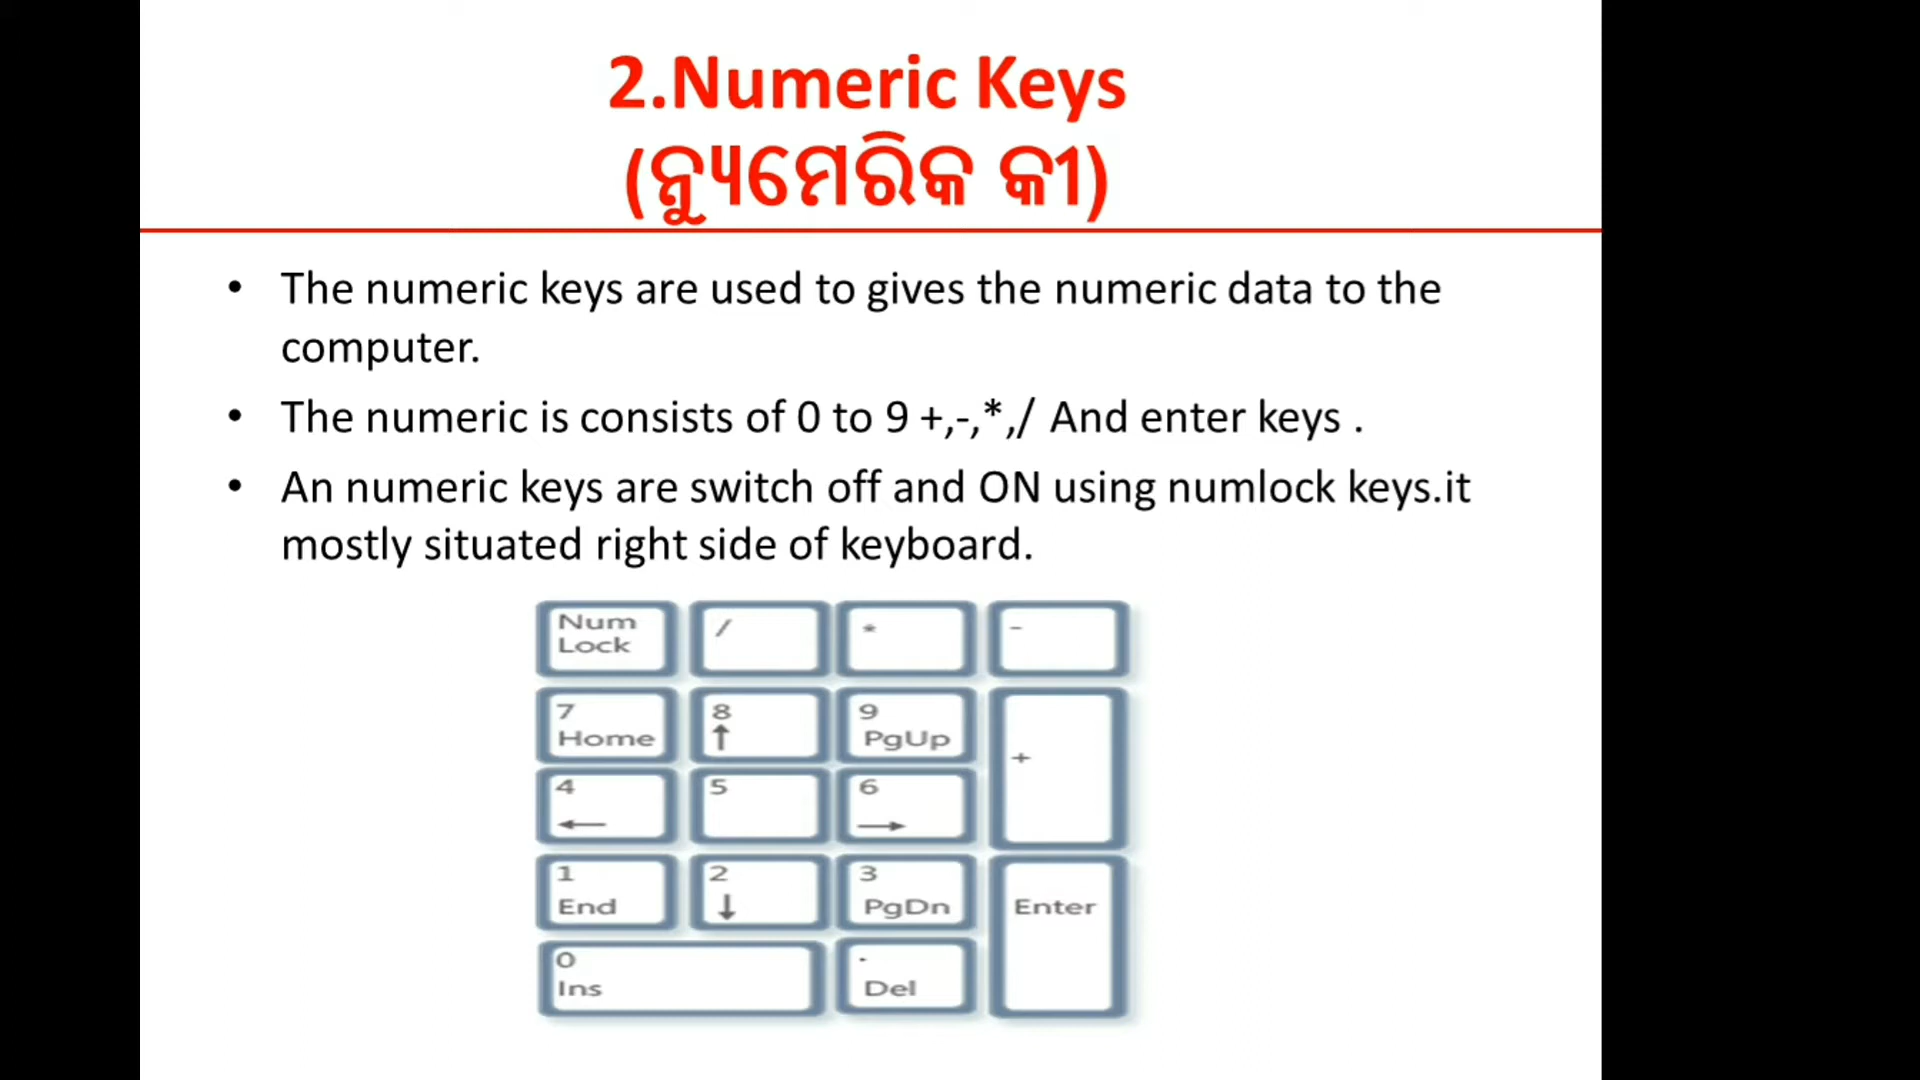 2.Numeric Keys
(ନ୍ୟୁମେରିକ କୀ)
• The numeric keys are used to gives the numeric data to the
computer.
• The numeric is consists of 0 to 9 +,-,*,/ And enter keys .
• An numeric keys are switch off and ON using numlock keys.it
mostly situated right side of keyboard.
Num
Lock
/
*
-
7
Home
8
↑
9
PgUp
+
4
←
5
6
→
1
End
2
↓
3
PgDn
Enter
0
Ins
.
Del